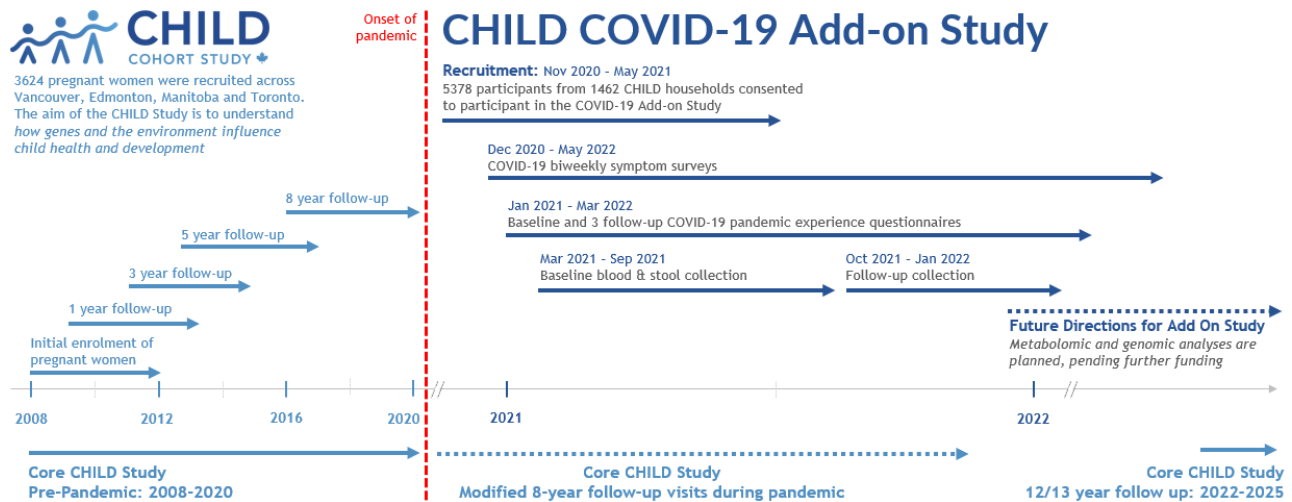 CHILD
COHORT STUDY
3624 pregnant women were recruited across
Vancouver, Edmonton, Manitoba and Toronto.
The aim of the CHILD Study is to understand
how genes and the environment influence
child health and development
Onset of
pandemic
CHILD COVID-19 Add-on Study
Recruitment: Nov 2020 - May 2021
5378 participants from 1462 CHILD households consented
to participant in the COVID-19 Add-on Study
Dec 2020 - May 2022
COVID-19 biweekly symptom surveys
8 year follow-up
Jan 2021 - Mar 2022
Baseline and 3 follow-up COVID-19 pandemic experience questionnaires
5 year follow-up
Mar 2021 - Sep 2021
Baseline blood & stool collection
Oct 2021 - Jan 2022
Follow-up collection
3 year follow-up
1 year follow-up
Future Directions for Add On Study
Metabolomic and genomic analyses are
planned, pending further funding
Initial enrolment of
pregnant women
2008
2012
2016
2020
2021
2022
Core CHILD Study
Pre-Pandemic: 2008-2020
Core CHILD Study
Modified 8-year follow-up visits during pandemic
Core CHILD Study
12/13 year follow up: 2022-2025